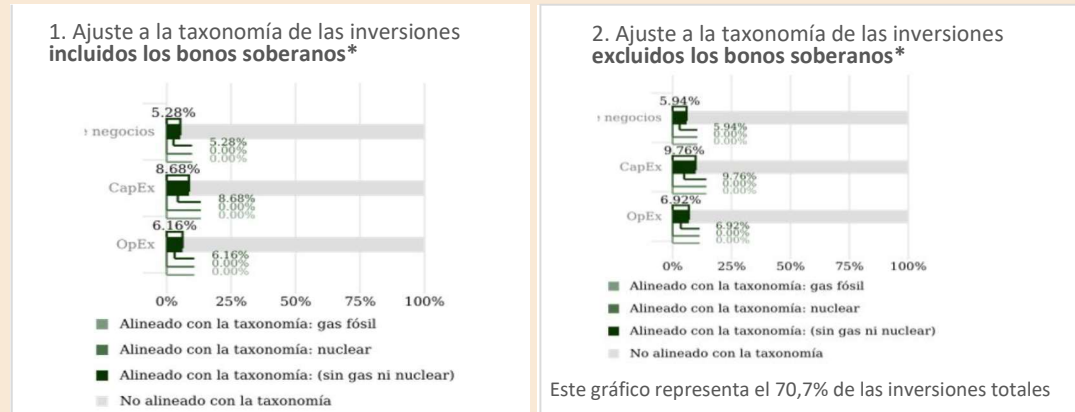 1. Ajuste a la taxonomía de las inversiones
incluidos los bonos soberanos*
5.28%
negocios
5.28%
0.00%
0.00%
8.68%
CapEx
8.68%
0.00%
0.00%
6.16%
OpEx
6.16%
0.00%
0.00%
0% 25% 50% 75% 100%
Alineado con la taxonomía: gas fósil
Alineado con la taxonomía: nuclear
Alineado con la taxonomía: (sin gas ni nuclear)
No alineado con la taxonomía
2. Ajuste a la taxonomía de las inversiones
excluidos los bonos soberanos*
5.94%
negocios
5.94%
0.00%
0.00%
9.76%
CapEx
9.76%
0.00%
0.00%
6.92%
OpEx
6.92%
0.00%
0.00%
0% 25% 50% 75% 100%
Alineado con la taxonomía: gas fósil
Alineado con la taxonomía: nuclear
Alineado con la taxonomía: (sin gas ni nuclear)
No alineado con la taxonomía
Este gráfico representa el 70,7% de las inversiones totales